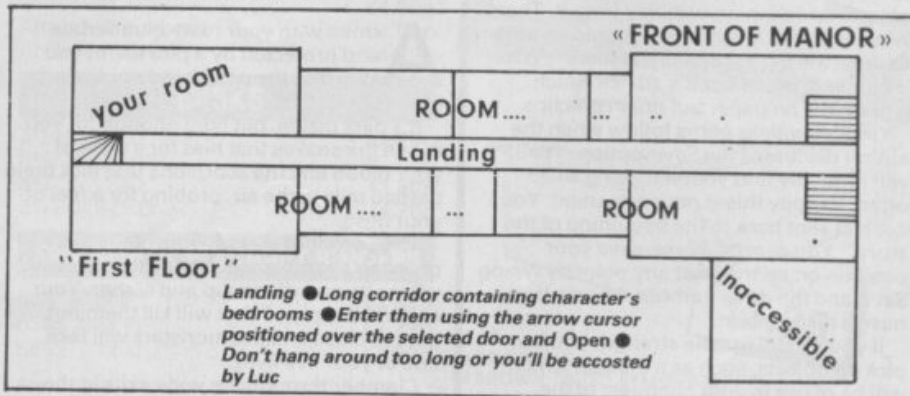 «FRONT OF MANOR»
your room
ROOM .... ... .. .
Landing
ROOM .... ... ROOM
"First FLoor"
Inaccessible
Landing ●Long corridor containing character's
bedrooms ●Enter them using the arrow cursor
positioned over the selected door and Open ●
Don't hang around too long or you'll be accosted
by Luc